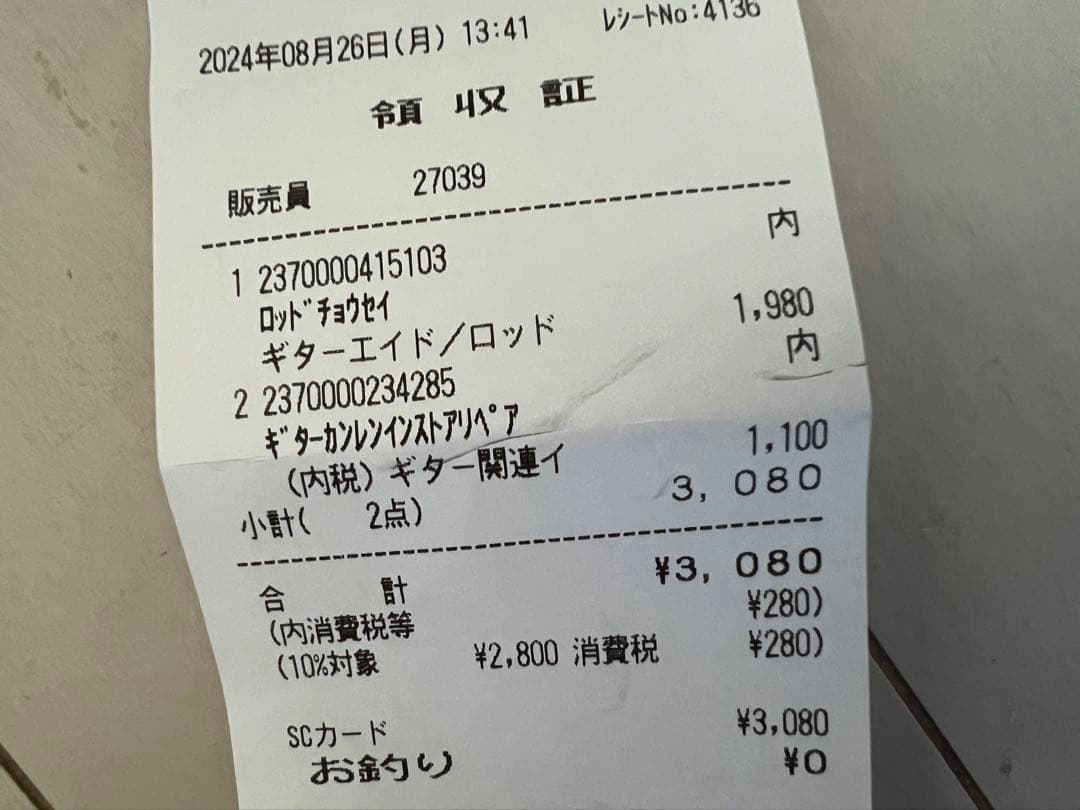 2024年08月26日(月) 13:41 レシートNo:4136
領 収 証
販売員 27039
内
1 2370000415103
ロッドチョウセイ
ギターエイド/ロッド 1,980
内
2 2370000234285
ギターカンレンインストアリペア
(内税)ギター関連イ 1,100
小計( 2点) 3,080
合 計 ¥3,080
(内消費税等 ¥280)
(10%対象 ¥2,800 消費税 ¥280)
SCカード ¥3,080
お釣り ¥0